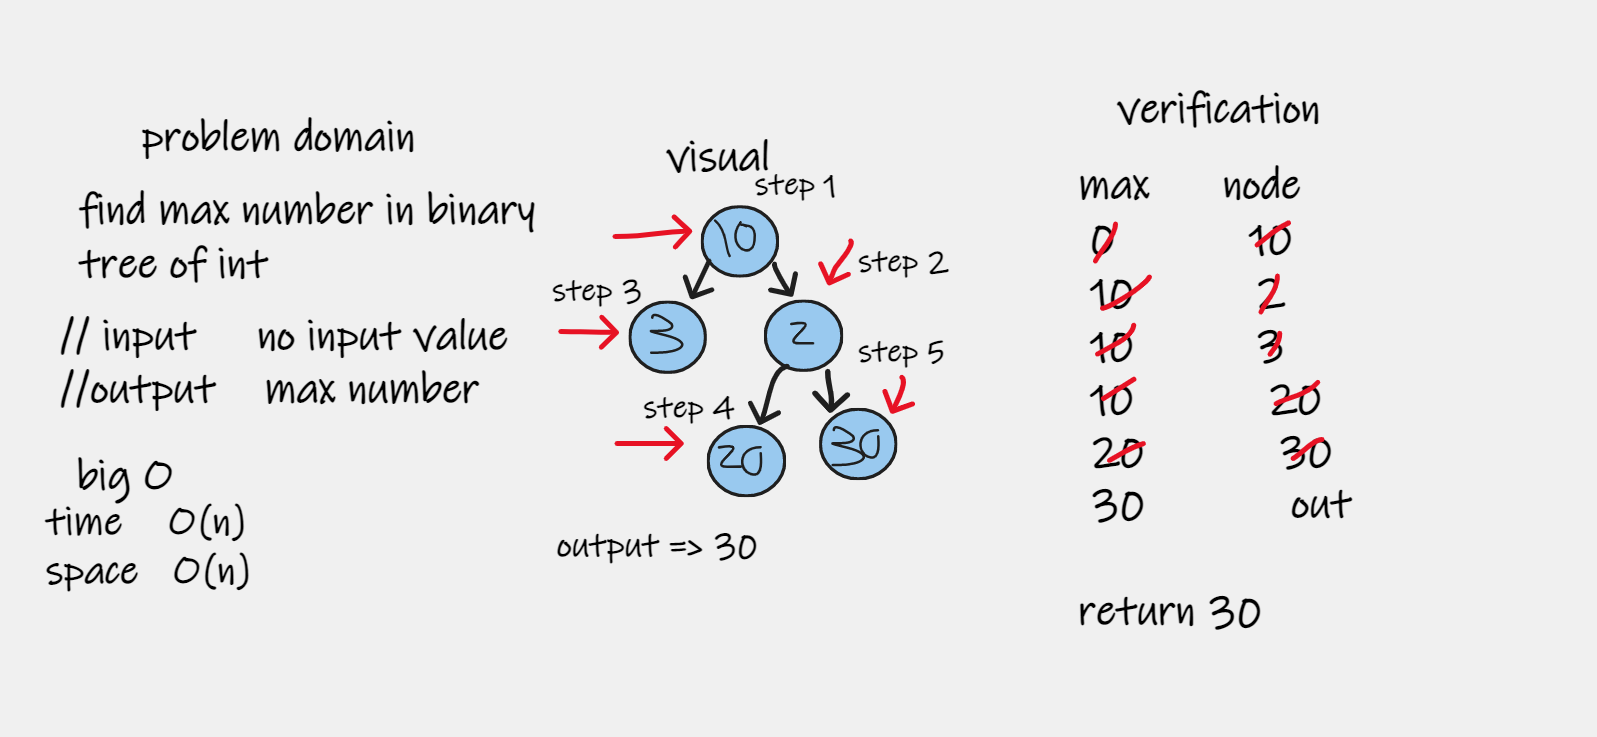 problem domain
find max number in binary
tree of int
// input no input value
//output max number
big O
time O(n)
space O(n)
visual
step 1
10
step 2
step 3
3
2
step 5
step 4
20
30
output => 30
verification
max node
0 10
10 2
10 3
10 20
20 30
30 out
return 30